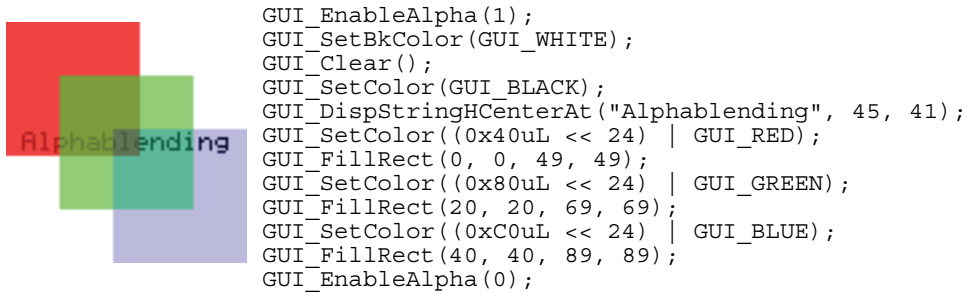 GUI_EnableAlpha(1);
GUI_SetBkColor(GUI_WHITE);
GUI_Clear();
GUI_SetColor(GUI_BLACK);
GUI_DispStringHCenterAt("Alphablending", 45, 41);
Alphablending
GUI_SetColor((0x40uL << 24) | GUI_RED);
GUI_FillRect(0, 0, 49, 49);
GUI_SetColor((0x80uL << 24) | GUI_GREEN);
GUI_FillRect(20, 20, 69, 69);
GUI_SetColor((0xC0uL << 24) | GUI_BLUE);
GUI_FillRect(40, 40, 89, 89);
GUI_EnableAlpha(0);